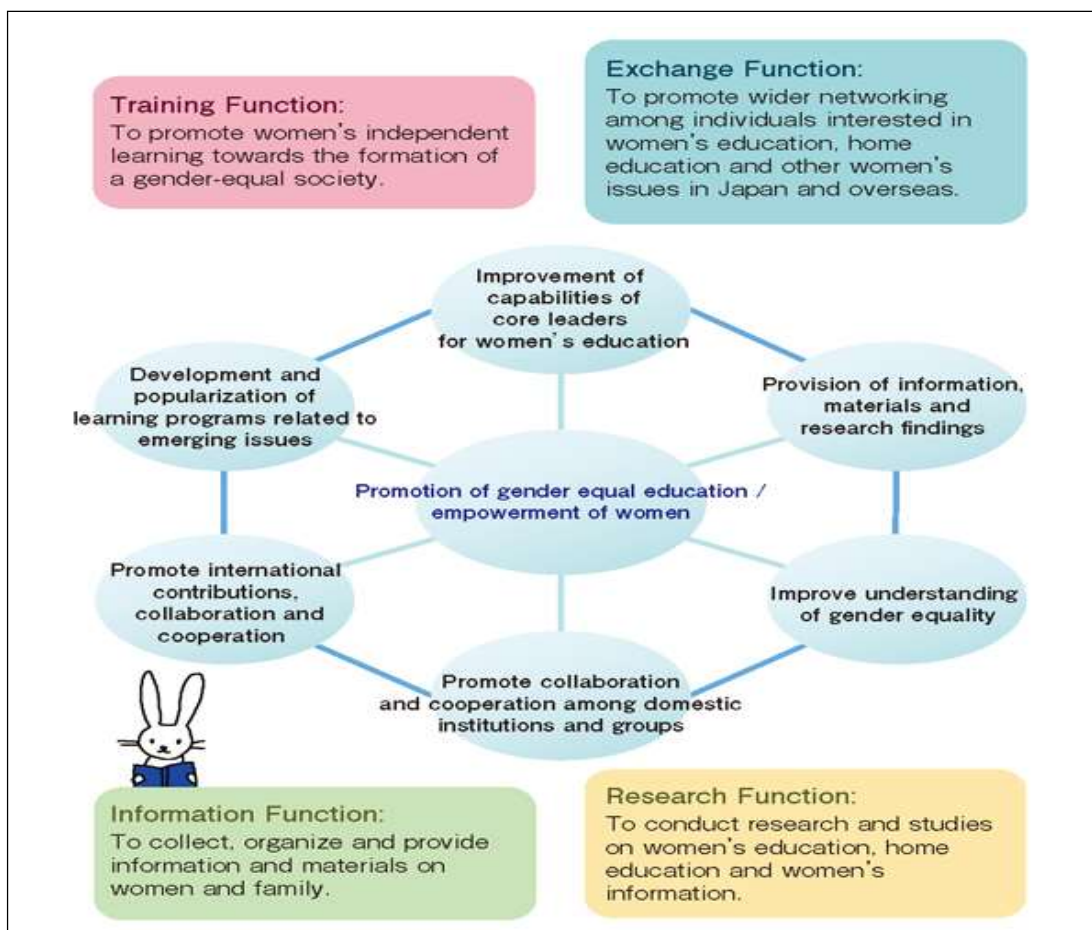 Training Function:
To promote women's independent
learning towards the formation of
a gender-equal society.
Exchange Function:
To promote wider networking
among individuals interested in
women's education, home
education and other women's
issues in Japan and overseas.
Improvement of
capabilities of
core leaders
for women's education
Development and
popularization of
learning programs related to
emerging issues
Provision of information,
materials and
research findings
Promotion of gender equal education /
empowerment of women
Promote international
contributions,
collaboration and
cooperation
Improve understanding
of gender equality
Promote collaboration
and cooperation among domestic
institutions and groups
Information Function:
To collect, organize and provide
information and materials on
women and family.
Research Function:
To conduct research and studies
on women's education, home
education and women's
information.